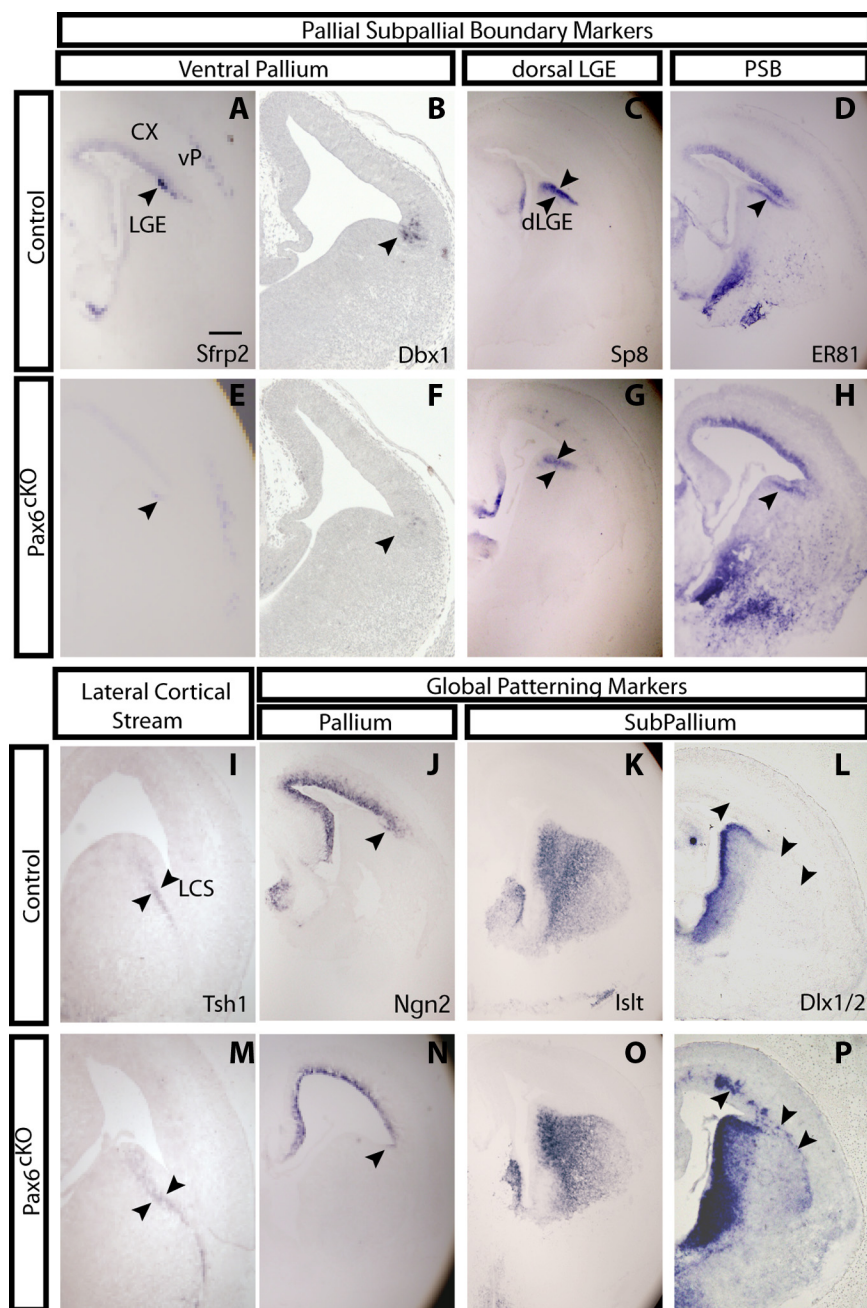 Pallial Subpallial Boundary Markers
Ventral Pallium
dorsal LGE
PSB
Control
A
CX
vP
LGE
Sfrp2
B
Dbx1
C
dLGE
Sp8
D
ER81
Pax6cKO
E
F
G
H
Lateral Cortical
Stream
Global Patterning Markers
Pallium
SubPallium
Control
I
LCS
Tsh1
J
Ngn2
K
Islt
L
Dlx1/2
Pax6cKO
M
N
O
P